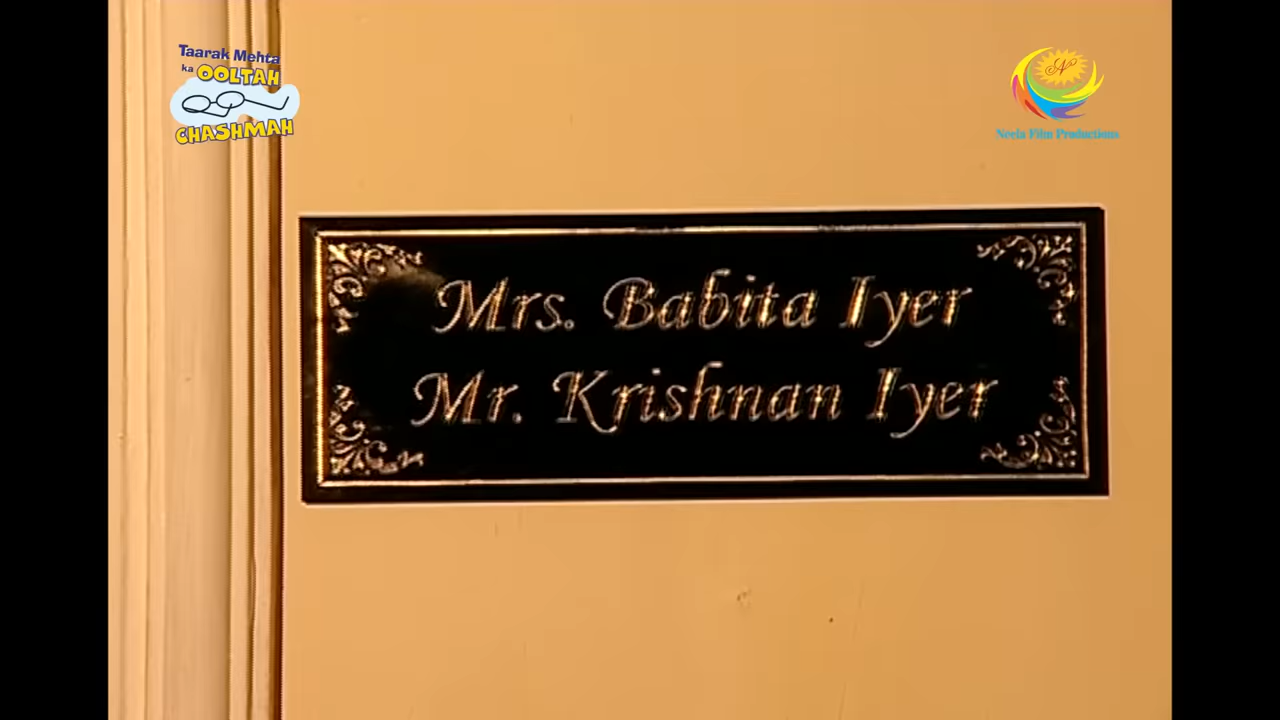 Taarak Mehta
ka OOLTAH
CHASHMAH
Neela Film Productions
Mrs. Babita Iyer
Mr. Krishnan Iyer